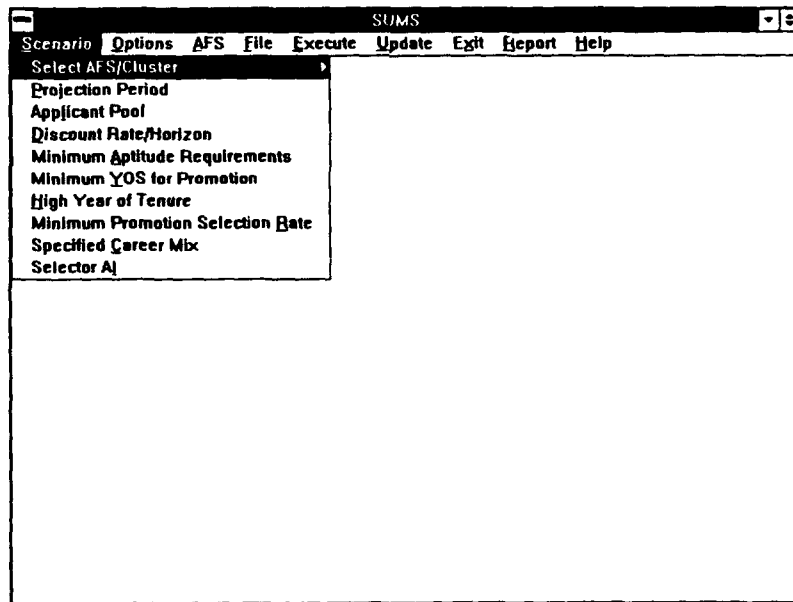 SUMS
Scenario Options AFS File Execute Update Exit Report Help
Select AFS/Cluster
Projection Period
Applicant Pool
Discount Rate/Horizon
Minimum Aptitude Requirements
Minimum YOS for Promotion
High Year of Tenure
Minimum Promotion Selection Rate
Specified Career Mix
Selector AI